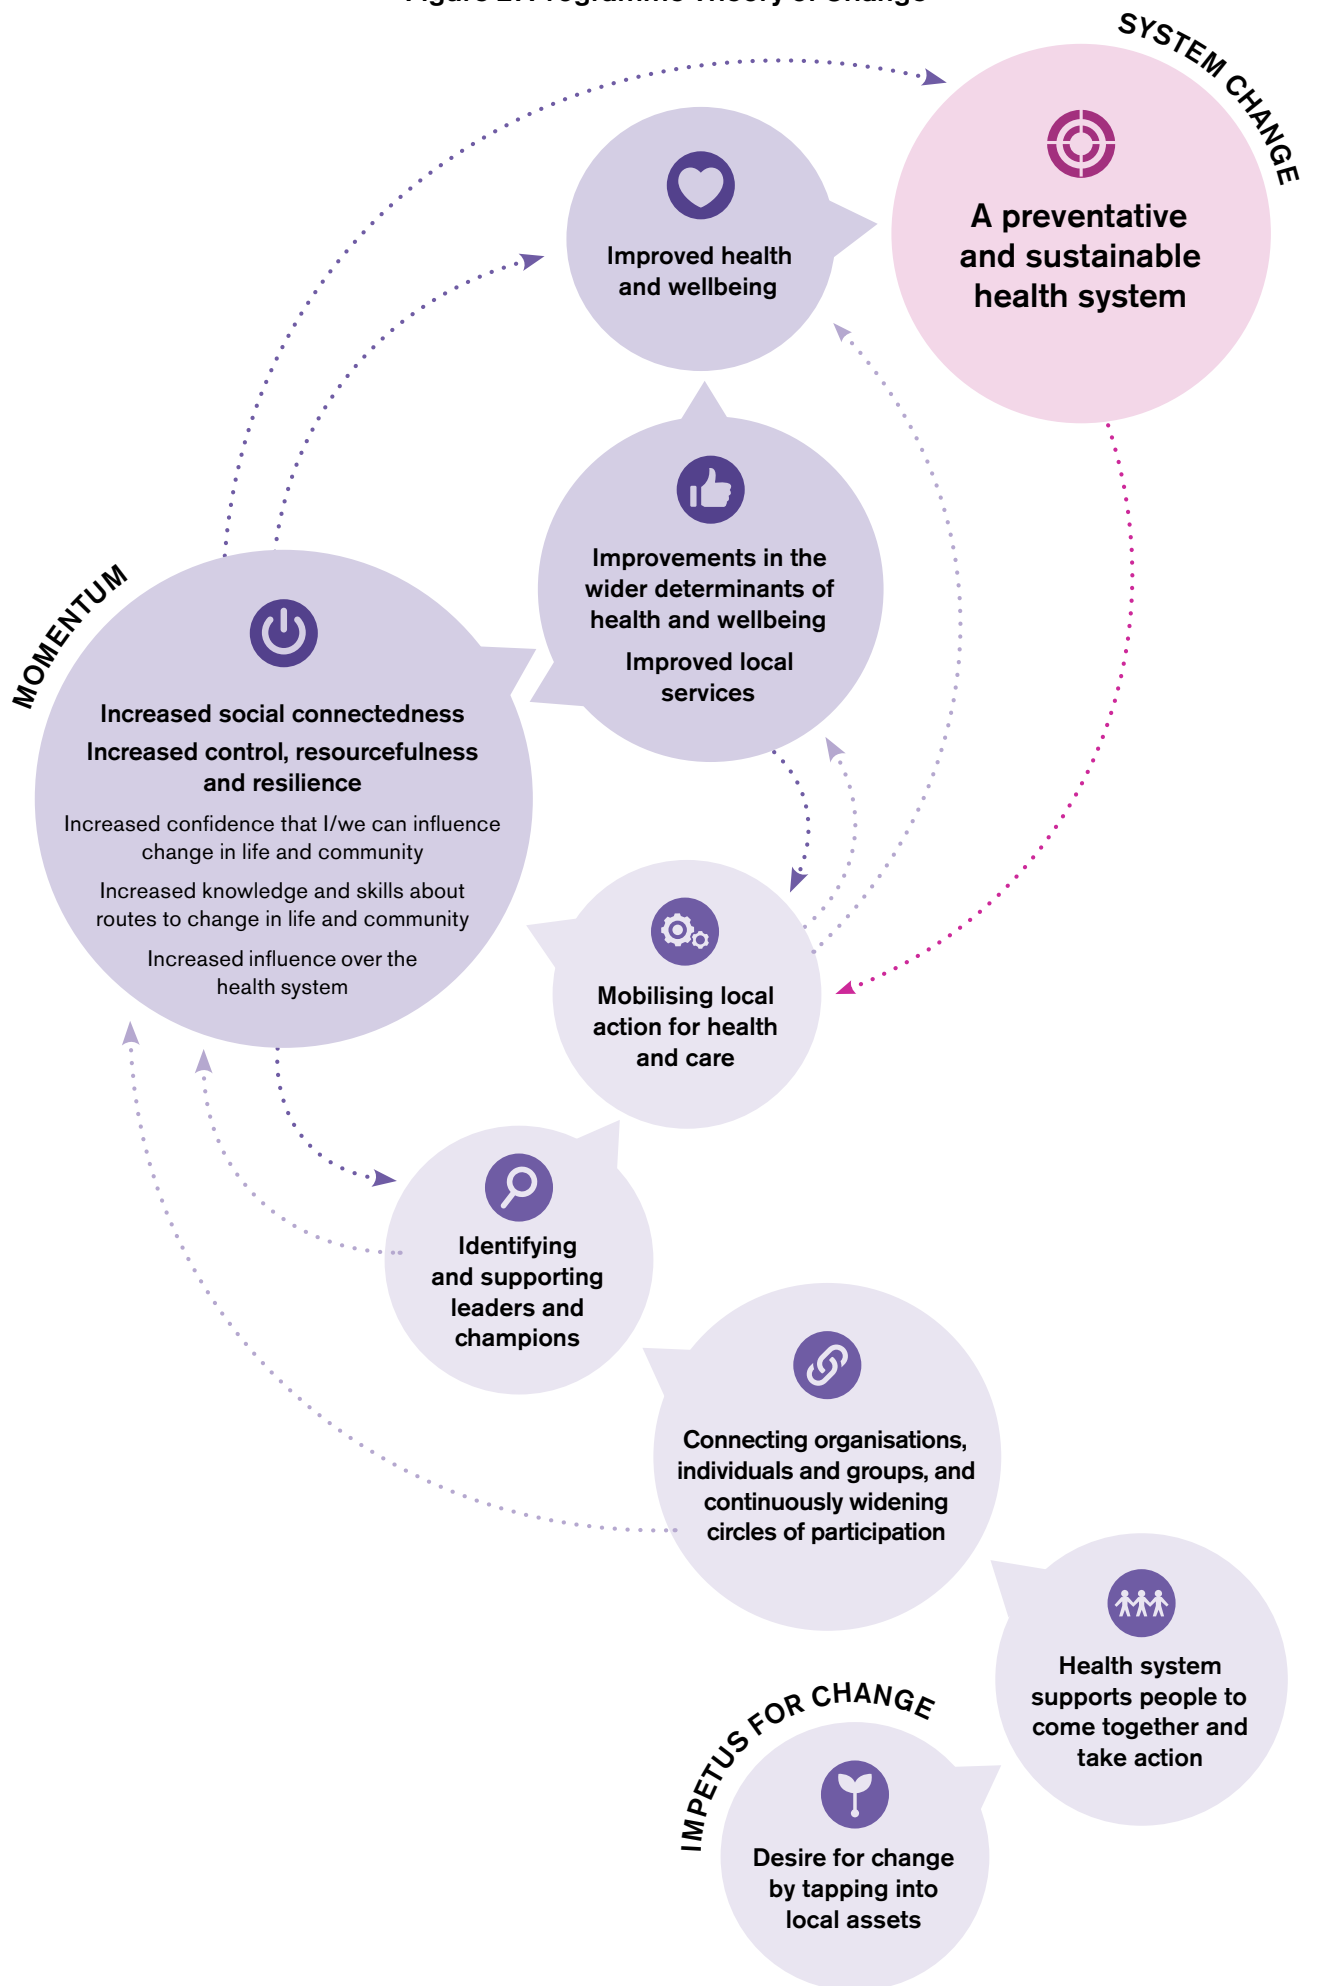 Programme Theory of Change
SYSTEM CHANGE
A preventative
and sustainable
health system
Improved health
and wellbeing
Improvements in the
wider determinants of
health and wellbeing
Improved local
services
MOMENTUM
Increased social connectedness
Increased control, resourcefulness
and resilience
Increased confidence that I/we can influence
change in life and community
Increased knowledge and skills about
routes to change in life and community
Increased influence over the
health system
Mobilising local
action for health
and care
Identifying
and supporting
leaders and
champions
Connecting organisations,
individuals and groups, and
continuously widening
circles of participation
Health system
supports people to
come together and
take action
IMPETUS FOR CHANGE
Desire for change
by tapping into
local assets